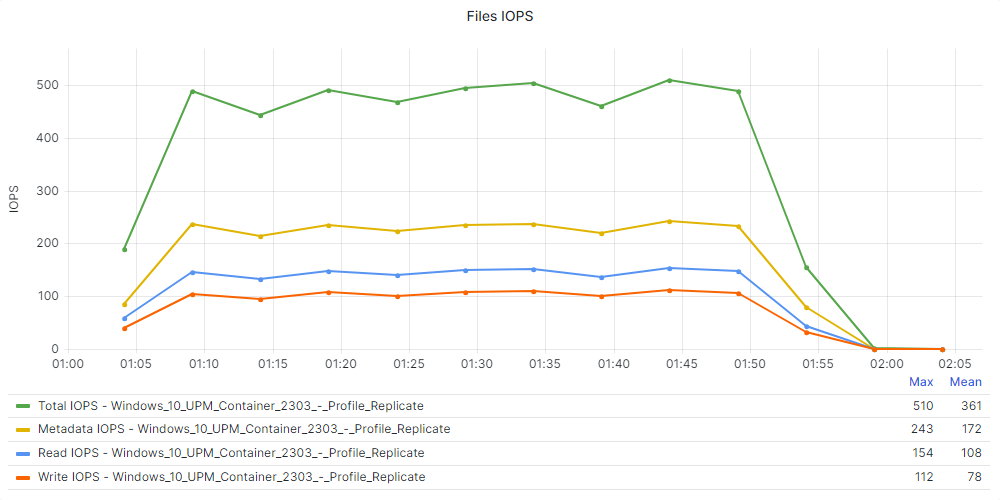 Files IOPS
IOPS
500
400
300
200
100
0
01:00 01:05 01:10 01:15 01:20 01:25 01:30 01:35 01:40 01:45 01:50 01:55 02:00 02:05
Max Mean
Total IOPS - Windows_10_UPM_Container_2303_-_Profile_Replicate 510 361
Metadata IOPS - Windows_10_UPM_Container_2303_-_Profile_Replicate 243 172
Read IOPS - Windows_10_UPM_Container_2303_-_Profile_Replicate 154 108
Write IOPS - Windows_10_UPM_Container_2303_-_Profile_Replicate 112 78